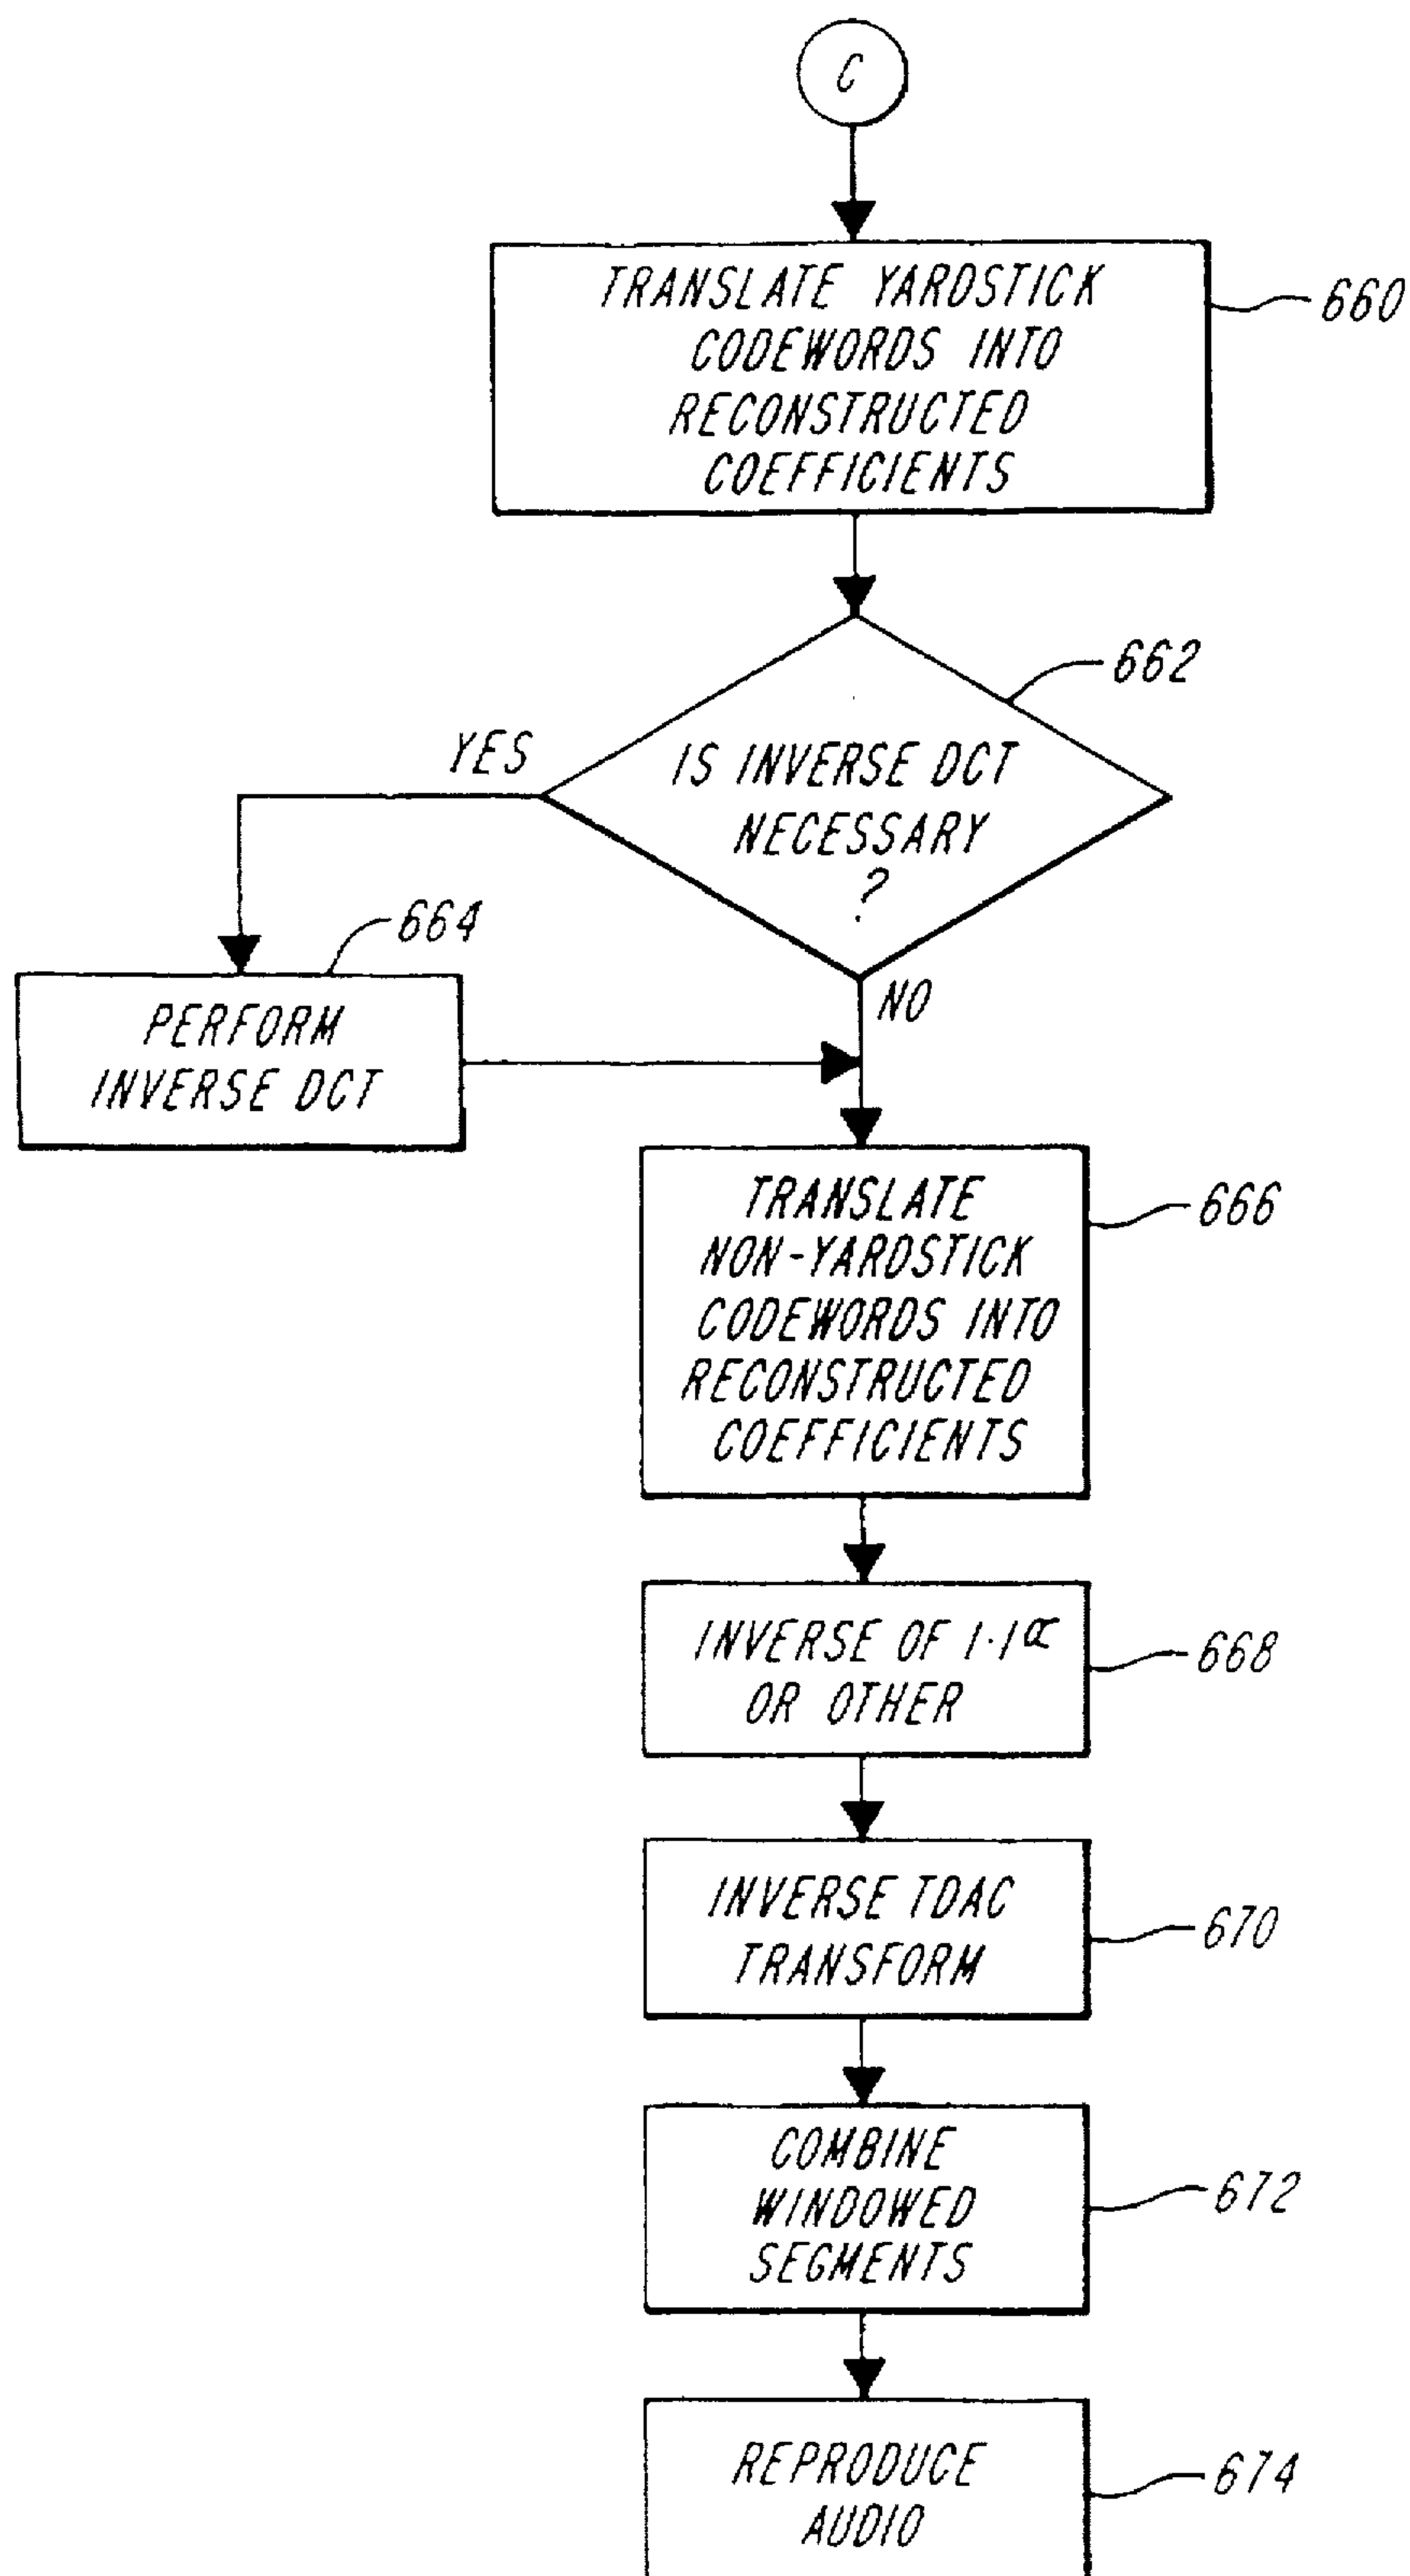 C
TRANSLATE YARDSTICK
CODEWORDS INTO
RECONSTRUCTED
COEFFICIENTS
660
662
IS INVERSE DCT
NECESSARY
?
YES
NO
664
PERFORM
INVERSE DCT
TRANSLATE
NON-YARDSTICK
CODEWORDS INTO
RECONSTRUCTED
COEFFICIENTS
666
INVERSE OF |·|α
OR OTHER
668
INVERSE TDAC
TRANSFORM
670
COMBINE
WINDOWED
SEGMENTS
672
REPRODUCE
AUDIO
674